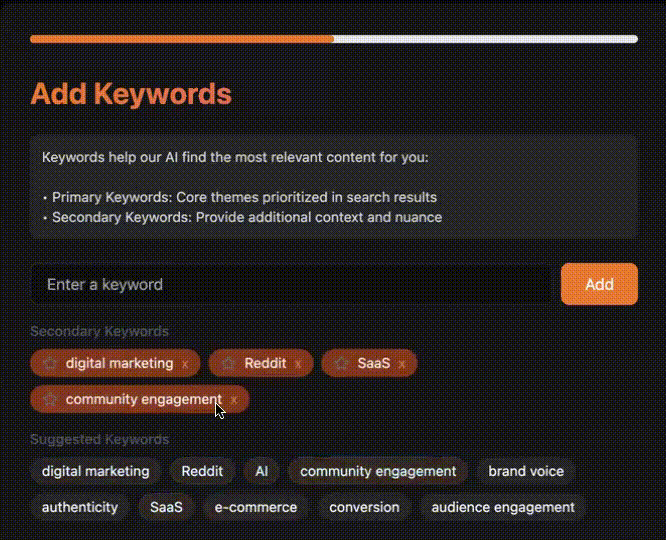 Add Keywords
Keywords help our AI find the most relevant content for you:
• Primary Keywords: Core themes prioritized in search results
• Secondary Keywords: Provide additional context and nuance
Enter a keyword
Add
Secondary Keywords
digital marketing x Reddit x SaaS x
community engagement x
Suggested Keywords
digital marketing Reddit AI community engagement brand voice
authenticity SaaS e-commerce conversion audience engagement